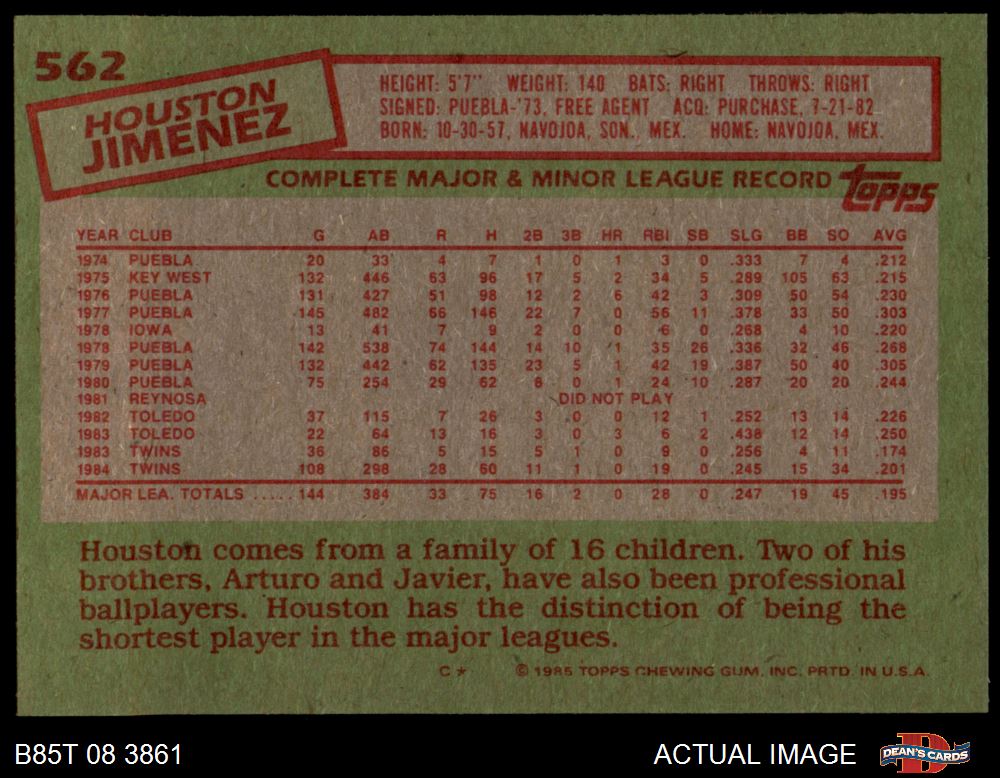 562
HOUSTON
JIMENEZ
HEIGHT: 5'7" WEIGHT: 140 BATS: RIGHT THROWS: RIGHT
SIGNED: PUEBLA-'73, FREE AGENT ACQ: PURCHASE, 7-21-82
BORN: 10-30-57, NAVOJOA, SON., MEX. HOME: NAVOJOA, MEX.
COMPLETE MAJOR & MINOR LEAGUE RECORD topps
YEAR CLUB G AB R H 2B 3B HR RBI SB SLG BB SO AVG
1974 PUEBLA 20 33 4 7 1 0 1 3 0 .333 7 4 .212
1975 KEY WEST 132 446 63 96 17 5 2 34 5 .289 105 63 .215
1976 PUEBLA 131 427 51 98 12 2 6 42 3 .309 50 54 .230
1977 PUEBLA 145 482 66 146 22 7 0 56 11 .378 33 50 .303
1978 IOWA 13 41 7 9 2 0 0 6 0 .268 4 10 .220
1978 PUEBLA 142 538 74 144 14 10 1 35 26 .336 32 46 .268
1979 PUEBLA 132 442 62 135 23 5 1 42 19 .387 50 40 .305
1980 PUEBLA 75 254 29 62 8 0 1 24 10 .287 20 20 .244
1981 REYNOSA DID NOT PLAY
1982 TOLEDO 37 115 7 26 3 0 0 12 1 .252 13 14 .226
1983 TOLEDO 22 64 13 16 3 0 3 6 2 .438 12 14 .250
1983 TWINS 36 86 5 15 5 1 0 9 0 .256 4 11 .174
1984 TWINS 108 298 28 60 11 1 0 19 0 .245 15 34 .201
MAJOR LEA. TOTALS ..... 144 384 33 75 16 2 0 28 0 .247 19 45 .195
Houston comes from a family of 16 children. Two of his
brothers, Arturo and Javier, have also been professional
ballplayers. Houston has the distinction of being the
shortest player in the major leagues.
C* © 1985 TOPPS CHEWING GUM, INC. PRTD. IN U.S.A.
B85T 08 3861 ACTUAL IMAGE DEAN'S CARDS